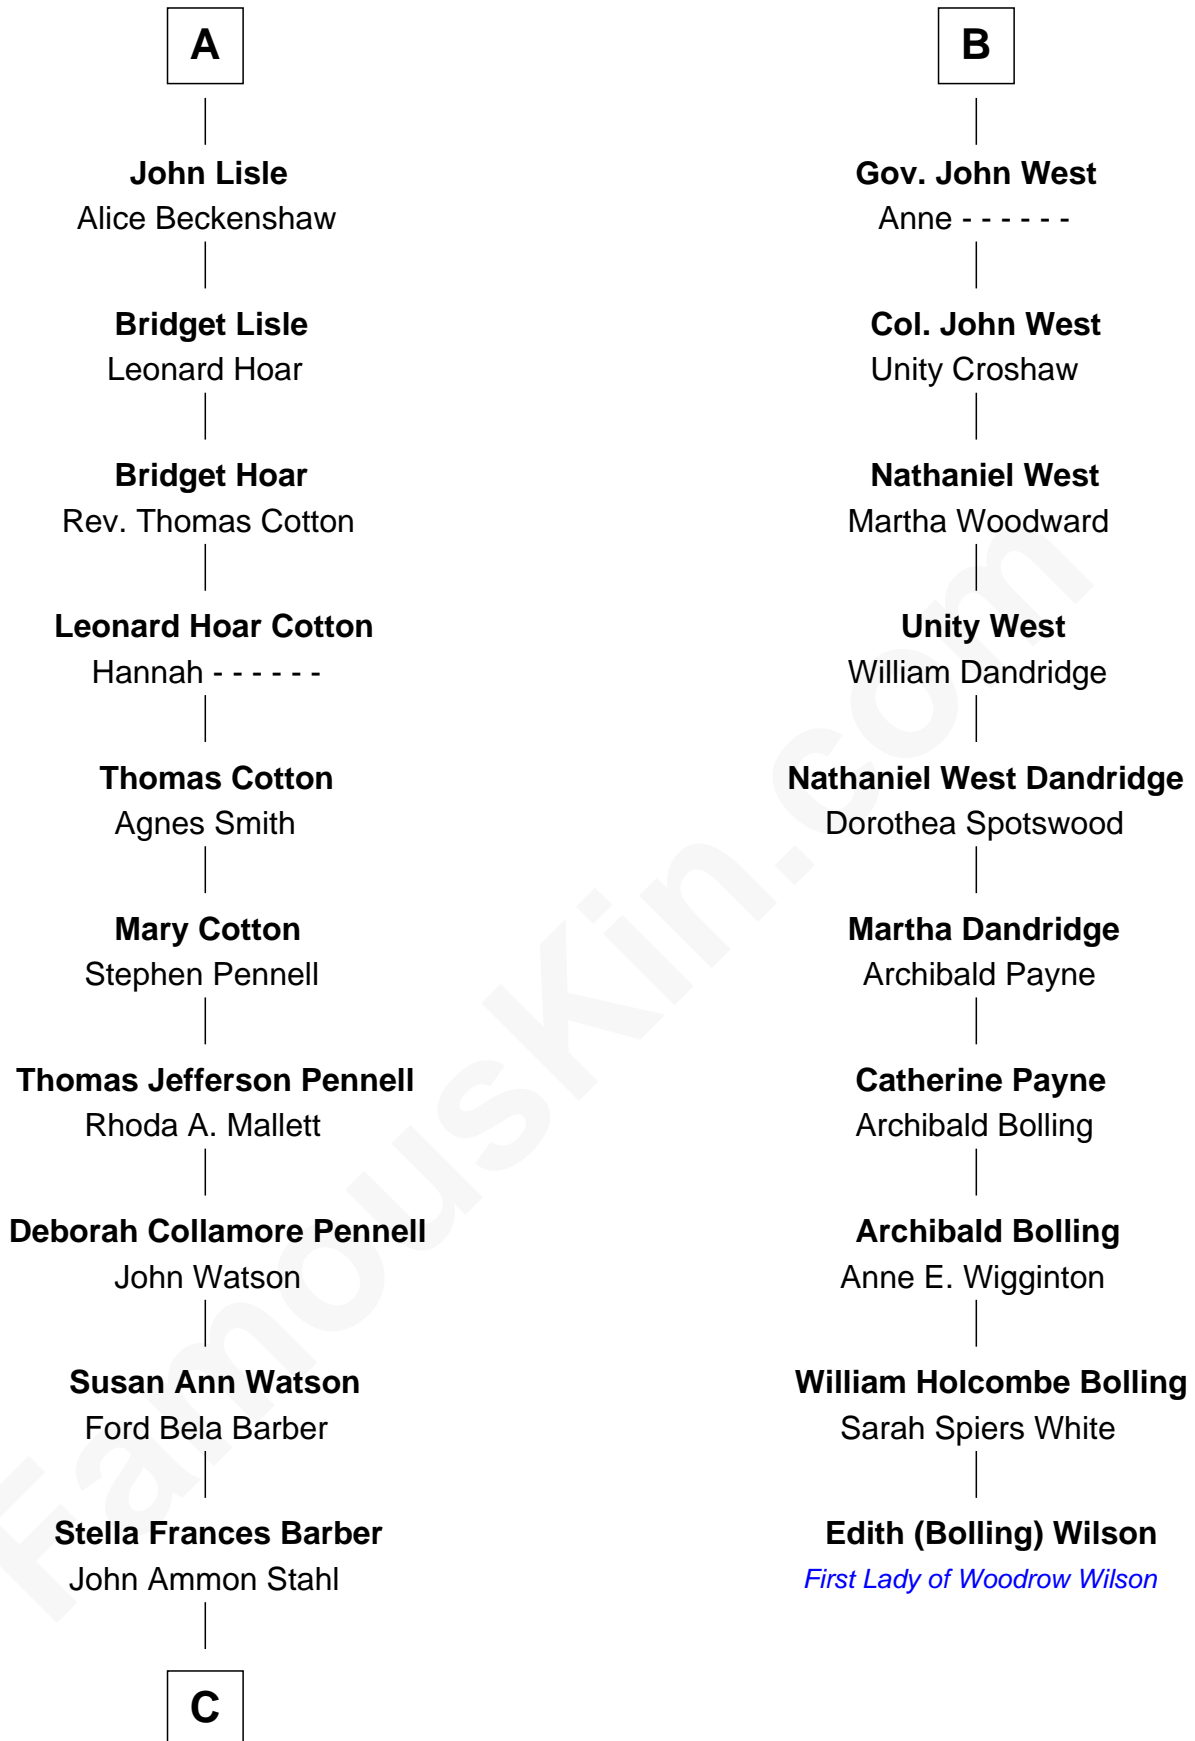 A
John Lisle
Alice Beckenshaw
Bridget Lisle
Leonard Hoar
Bridget Hoar
Rev. Thomas Cotton
Leonard Hoar Cotton
Hannah - - - - - -
Thomas Cotton
Agnes Smith
Mary Cotton
Stephen Pennell
Thomas Jefferson Pennell
Rhoda A. Mallett
Deborah Collamore Pennell
John Watson
Susan Ann Watson
Ford Bela Barber
Stella Frances Barber
John Ammon Stahl
C
B
Gov. John West
Anne - - - - - -
Col. John West
Unity Croshaw
Nathaniel West
Martha Woodward
Unity West
William Dandridge
Nathaniel West Dandridge
Dorothea Spotswood
Martha Dandridge
Archibald Payne
Catherine Payne
Archibald Bolling
Archibald Bolling
Anne E. Wigginton
William Holcombe Bolling
Sarah Spiers White
Edith (Bolling) Wilson
First Lady of Woodrow Wilson
FamousKin.com